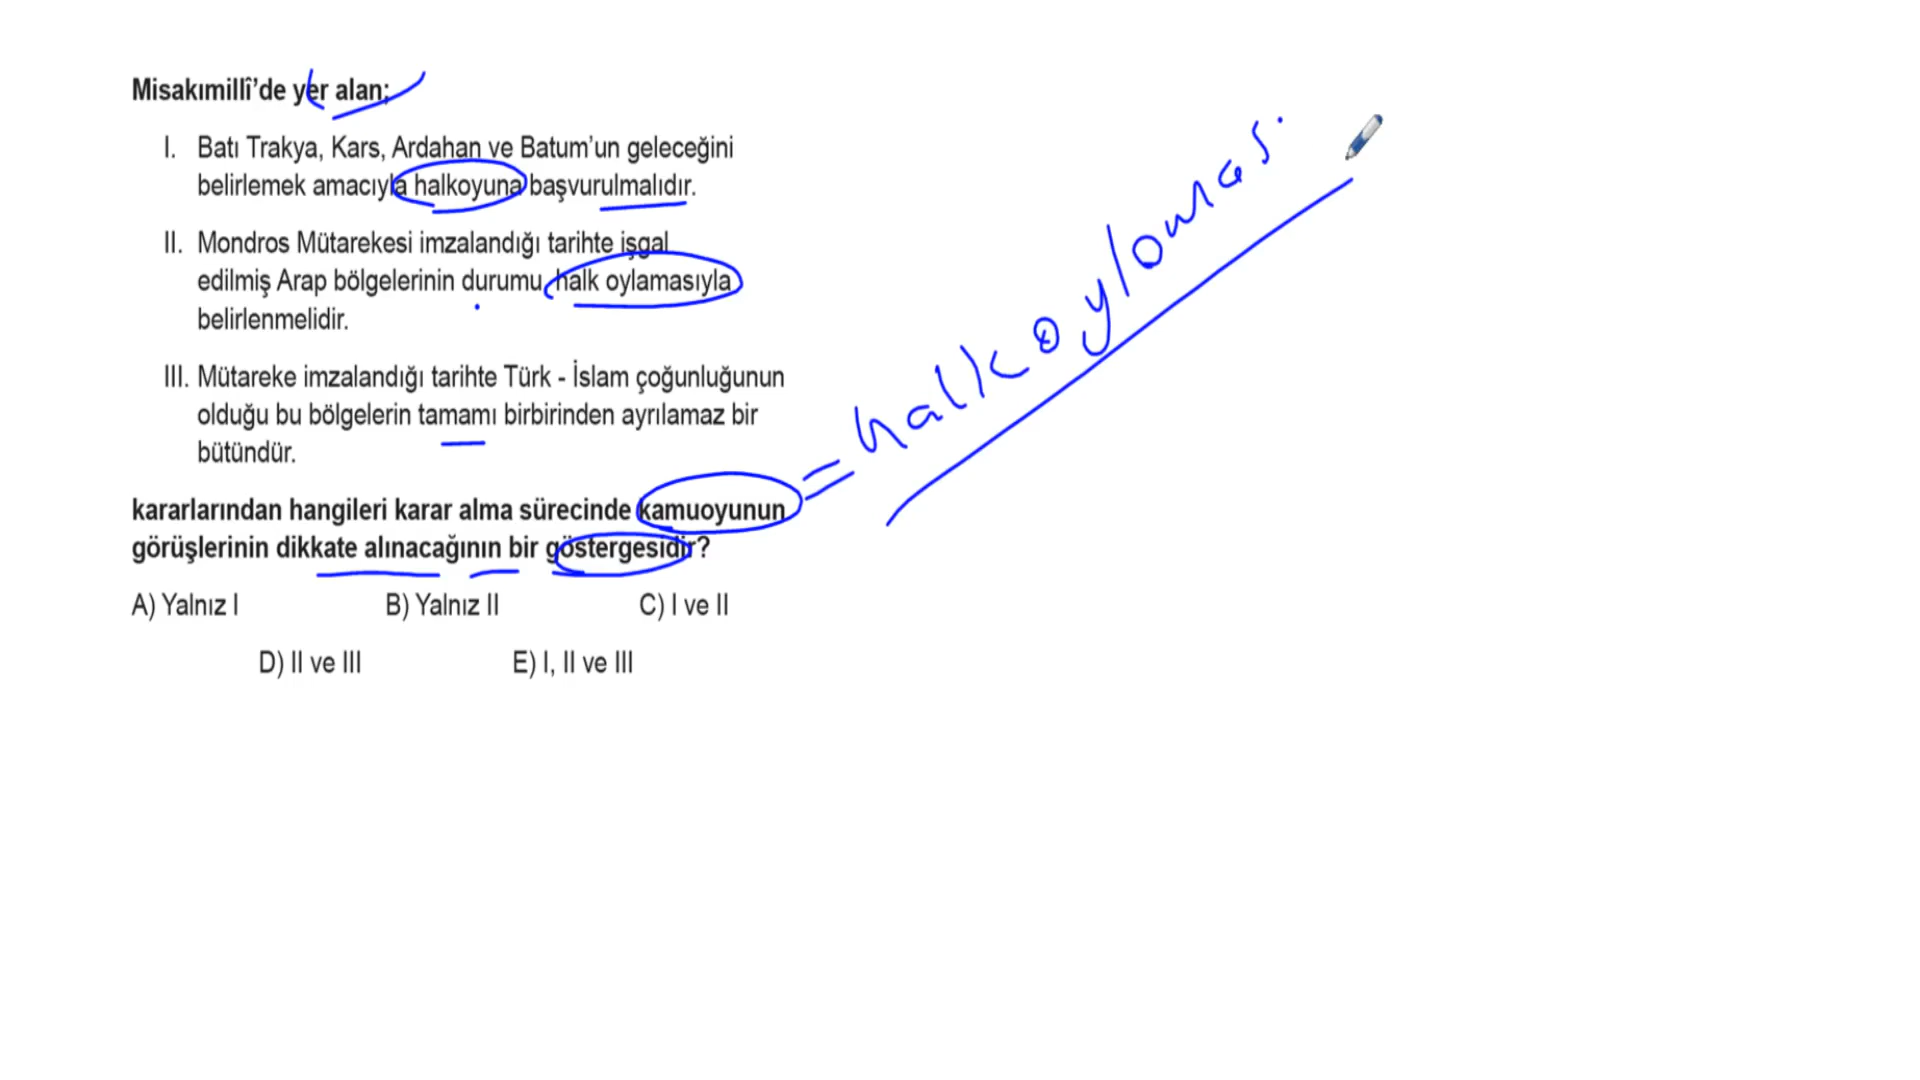 Misakımillî’de yer alan;
I. Batı Trakya, Kars, Ardahan ve Batum’un geleceğini
belirlemek amacıyla halkoyuna başvurulmalıdır.
II. Mondros Mütarekesi imzalandığı tarihte işgal
edilmiş Arap bölgelerinin durumu, halk oylamasıyla
belirlenmelidir.
III. Mütareke imzalandığı tarihte Türk - İslam çoğunluğunun
olduğu bu bölgelerin tamamı birbirinden ayrılamaz bir
bütündür.
kararlarından hangileri karar alma sürecinde kamuoyunun
görüşlerinin dikkate alınacağının bir göstergesidir?
= halkoylaması
A) Yalnız I B) Yalnız II C) I ve II
D) II ve III E) I, II ve III